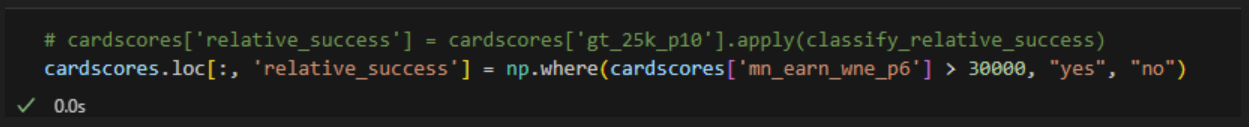 # cardscores['relative_success'] = cardscores['gt_25k_p10'].apply(classify_relative_success)
cardscores.loc[:, 'relative_success'] = np.where(cardscores['mn_earn_wne_p6'] > 30000, "yes", "no")
✓ 0.0s